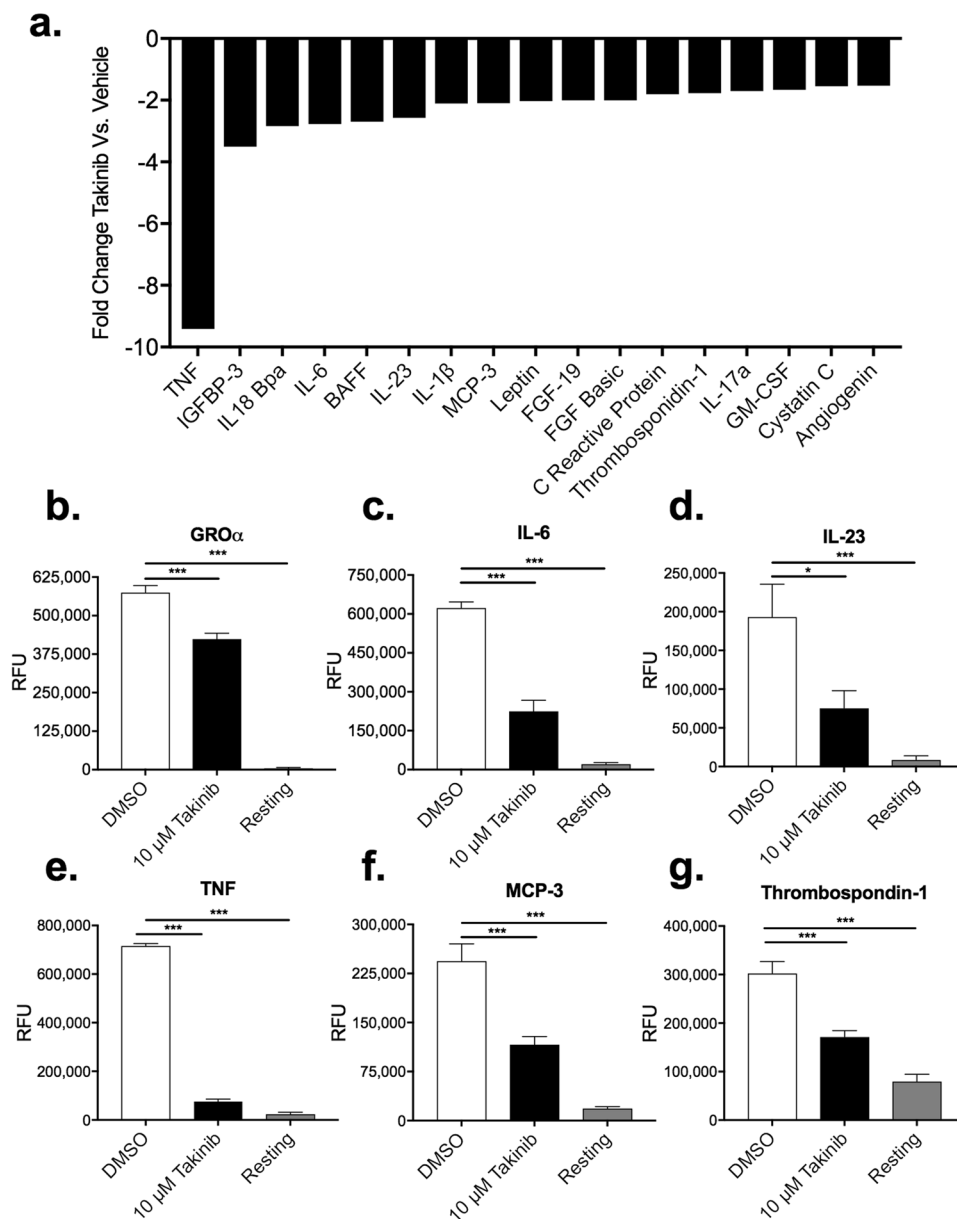 a.
Fold Change Takinib Vs. Vehicle
0
-2
-4
-6
-8
-10
TNF
IGFBP-3
IL18 Bpa
IL-6
BAFF
IL-23
IL-1β
MCP-3
Leptin
FGF-19
FGF Basic
C Reactive Protein
Thrombosponidin-1
IL-17a
GM-CSF
Cystatin C
Angiogenin
b.
GROα
***
***
RFU
625,000
500,000
375,000
250,000
125,000
0
DMSO
10 µM Takinib
Resting
c.
IL-6
***
***
RFU
750,000
600,000
450,000
300,000
150,000
0
DMSO
10 µM Takinib
Resting
d.
IL-23
***
*
RFU
250,000
200,000
150,000
100,000
50,000
0
DMSO
10 µM Takinib
Resting
e.
TNF
***
***
RFU
800,000
600,000
400,000
200,000
0
DMSO
10 µM Takinib
Resting
f.
MCP-3
***
***
RFU
300,000
225,000
150,000
75,000
0
DMSO
10 µM Takinib
Resting
g.
Thrombospondin-1
***
***
RFU
400,000
300,000
200,000
100,000
0
DMSO
10 µM Takinib
Resting